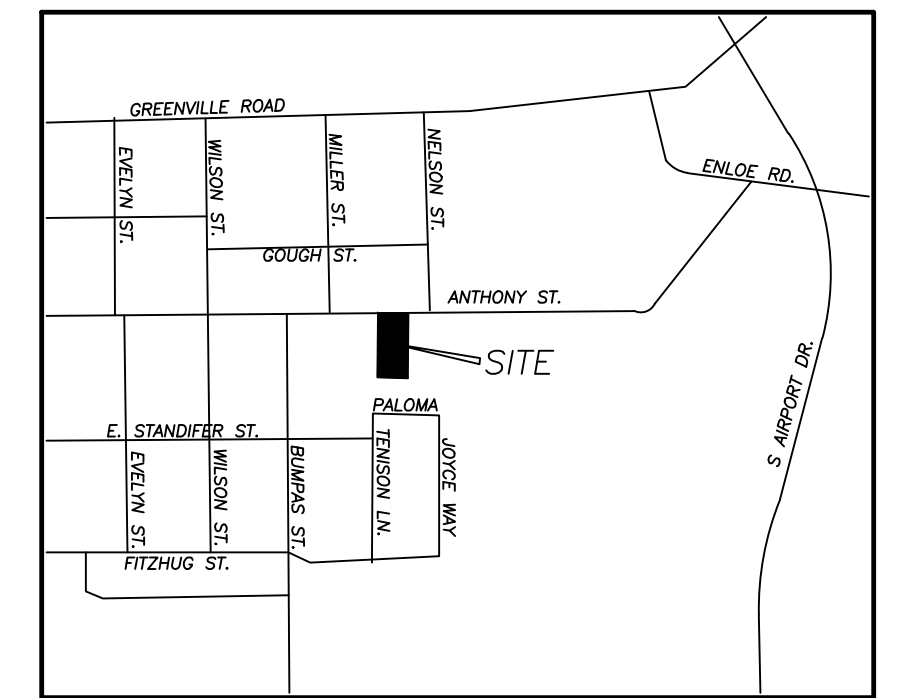 GREENVILLE ROAD
EVELYN ST.
WILSON ST.
MILLER ST.
NELSON ST.
ENLOE RD.
GOUGH ST.
ANTHONY ST.
SITE
S AIRPORT DR.
PALOMA
E. STANDIFER ST.
EVELYN ST.
WILSON ST.
BUMPAS ST.
TENISON LN.
JOYCE WAY
FITZHUG ST.